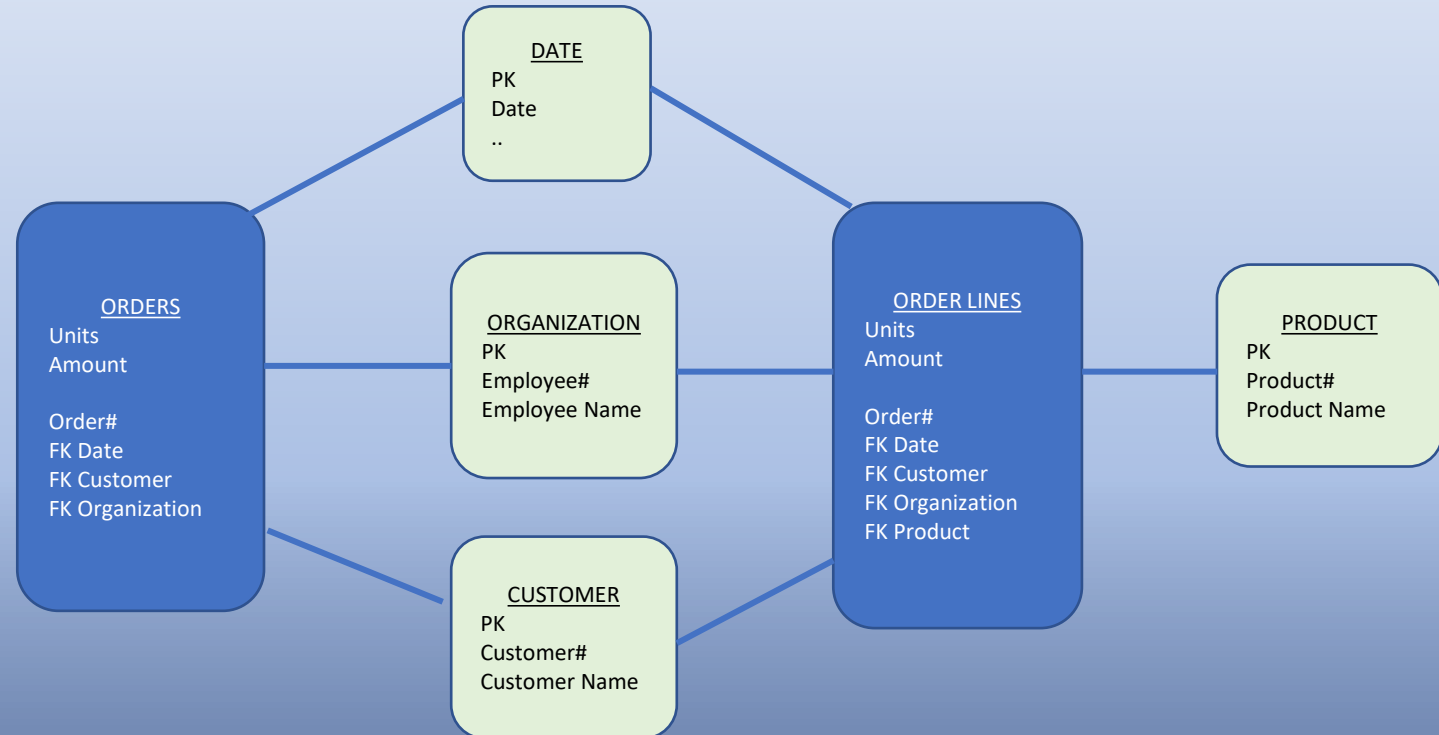 DATE
PK
Date
..
ORDERS
Units
Amount
Order#
FK Date
FK Customer
FK Organization
ORGANIZATION
PK
Employee#
Employee Name
CUSTOMER
PK
Customer#
Customer Name
ORDER LINES
Units
Amount
Order#
FK Date
FK Customer
FK Organization
FK Product
PRODUCT
PK
Product#
Product Name